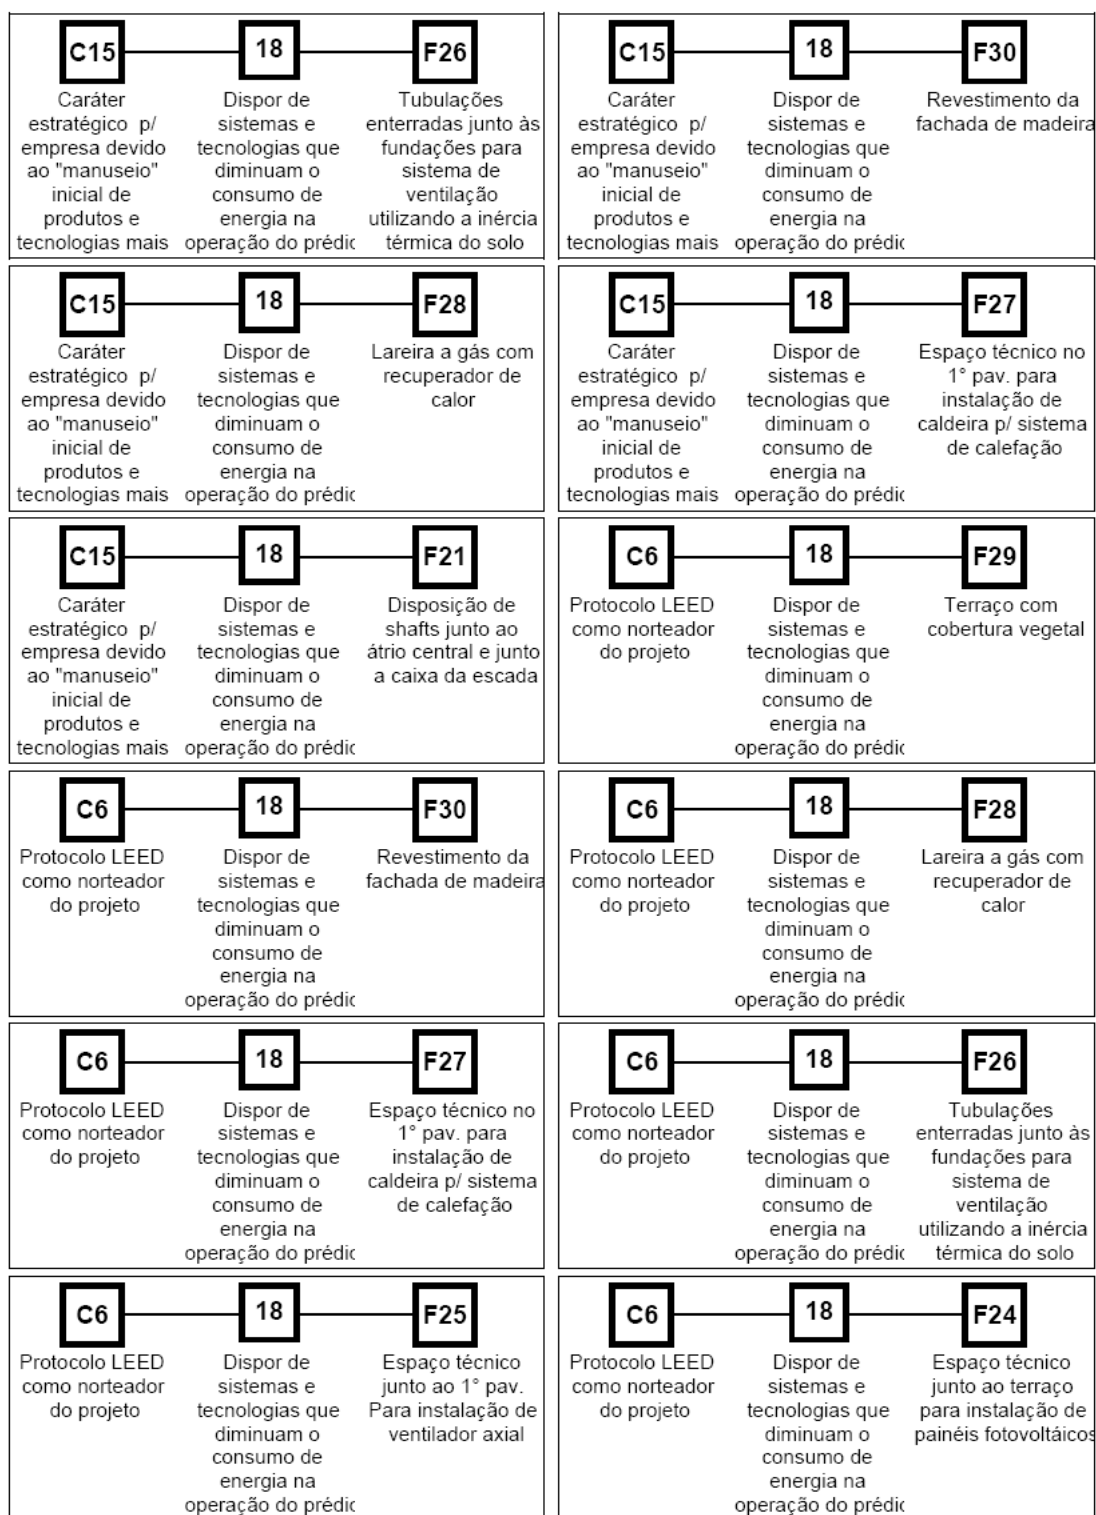 C15
18
F26
Caráter
estratégico p/
empresa devido
ao "manuseio"
inicial de
produtos e
tecnologias mais
Dispor de
sistemas e
tecnologias que
diminuam o
consumo de
energia na
operação do prédic
Tubulações
enterradas junto às
fundações para
sistema de
ventilação
utilizando a inércia
térmica do solo
C15
18
F30
Caráter
estratégico p/
empresa devido
ao "manuseio"
inicial de
produtos e
tecnologias mais
Dispor de
sistemas e
tecnologias que
diminuam o
consumo de
energia na
operação do prédic
Revestimento da
fachada de madeira
C15
18
F28
Caráter
estratégico p/
empresa devido
ao "manuseio"
inicial de
produtos e
tecnologias mais
Dispor de
sistemas e
tecnologias que
diminuam o
consumo de
energia na
operação do prédic
Lareira a gás com
recuperador de
calor
C15
18
F27
Caráter
estratégico p/
empresa devido
ao "manuseio"
inicial de
produtos e
tecnologias mais
Dispor de
sistemas e
tecnologias que
diminuam o
consumo de
energia na
operação do prédic
Espaço técnico no
1° pav. para
instalação de
caldeira p/ sistema
de calefação
C15
18
F21
Caráter
estratégico p/
empresa devido
ao "manuseio"
inicial de
produtos e
tecnologias mais
Dispor de
sistemas e
tecnologias que
diminuam o
consumo de
energia na
operação do prédic
Disposição de
shafts junto ao
átrio central e junto
a caixa da escada
C6
18
F29
Protocolo LEED
como norteador
do projeto
Dispor de
sistemas e
tecnologias que
diminuam o
consumo de
energia na
operação do prédic
Terraço com
cobertura vegetal
C6
18
F30
Protocolo LEED
como norteador
do projeto
Dispor de
sistemas e
tecnologias que
diminuam o
consumo de
energia na
operação do prédic
Revestimento da
fachada de madeira
C6
18
F28
Protocolo LEED
como norteador
do projeto
Dispor de
sistemas e
tecnologias que
diminuam o
consumo de
energia na
operação do prédic
Lareira a gás com
recuperador de
calor
C6
18
F27
Protocolo LEED
como norteador
do projeto
Dispor de
sistemas e
tecnologias que
diminuam o
consumo de
energia na
operação do prédic
Espaço técnico no
1° pav. para
instalação de
caldeira p/ sistema
de calefação
C6
18
F26
Protocolo LEED
como norteador
do projeto
Dispor de
sistemas e
tecnologias que
diminuam o
consumo de
energia na
operação do prédic
Tubulações
enterradas junto às
fundações para
sistema de
ventilação
utilizando a inércia
térmica do solo
C6
18
F25
Protocolo LEED
como norteador
do projeto
Dispor de
sistemas e
tecnologias que
diminuam o
consumo de
energia na
operação do prédic
Espaço técnico
junto ao 1° pav.
Para instalação de
ventilador axial
C6
18
F24
Protocolo LEED
como norteador
do projeto
Dispor de
sistemas e
tecnologias que
diminuam o
consumo de
energia na
operação do prédic
Espaço técnico
junto ao terraço
para instalação de
painéis fotovoltáicos